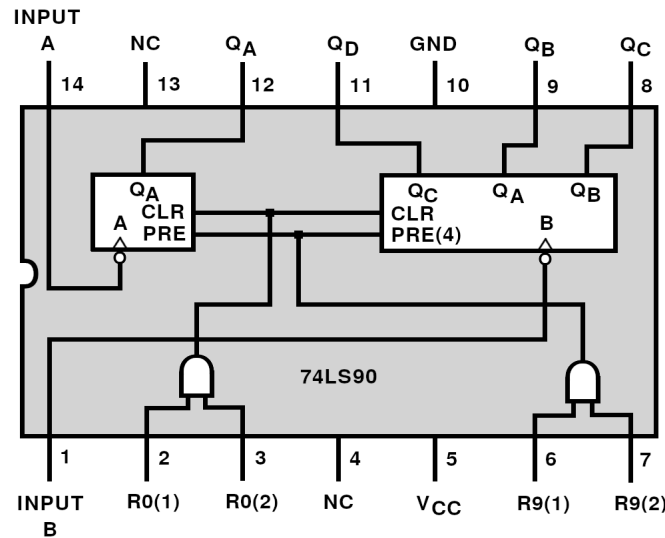 INPUT
A NC QA QD GND QB QC
14 13 12 11 10 9 8
QA QC QA QB
A CLR CLR B
PRE PRE(4)
74LS90
1 2 3 4 5 6 7
INPUT R0(1) R0(2) NC VCC R9(1) R9(2)
B